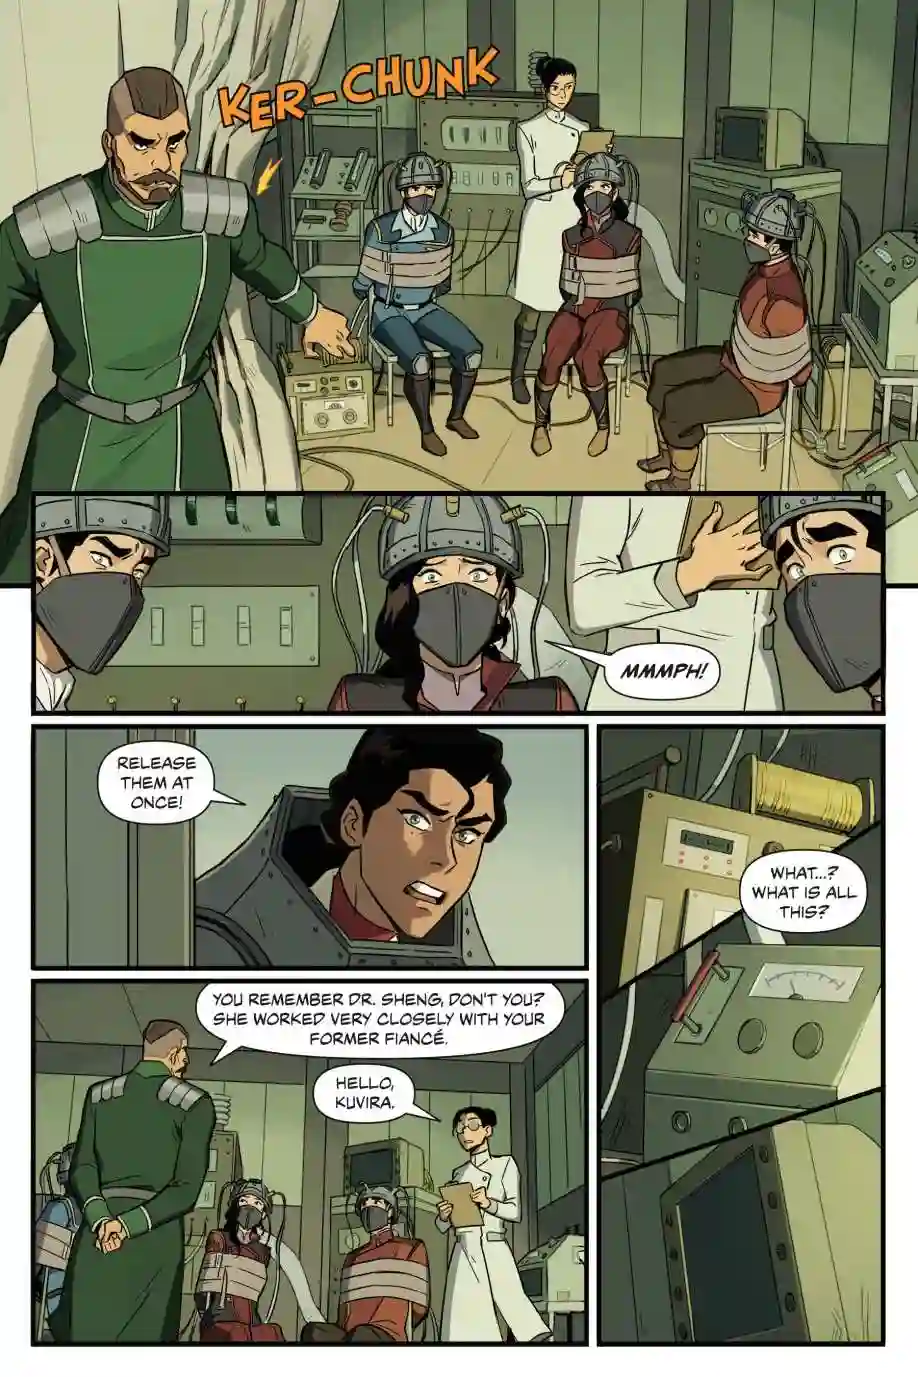 KER-CHUNK
MMMPH!
RELEASE
THEM AT
ONCE!
WHAT...?
WHAT IS ALL
THIS?
YOU REMEMBER DR. SHENG, DON'T YOU?
SHE WORKED VERY CLOSELY WITH YOUR
FORMER FIANCÉ.
HELLO,
KUVIRA.